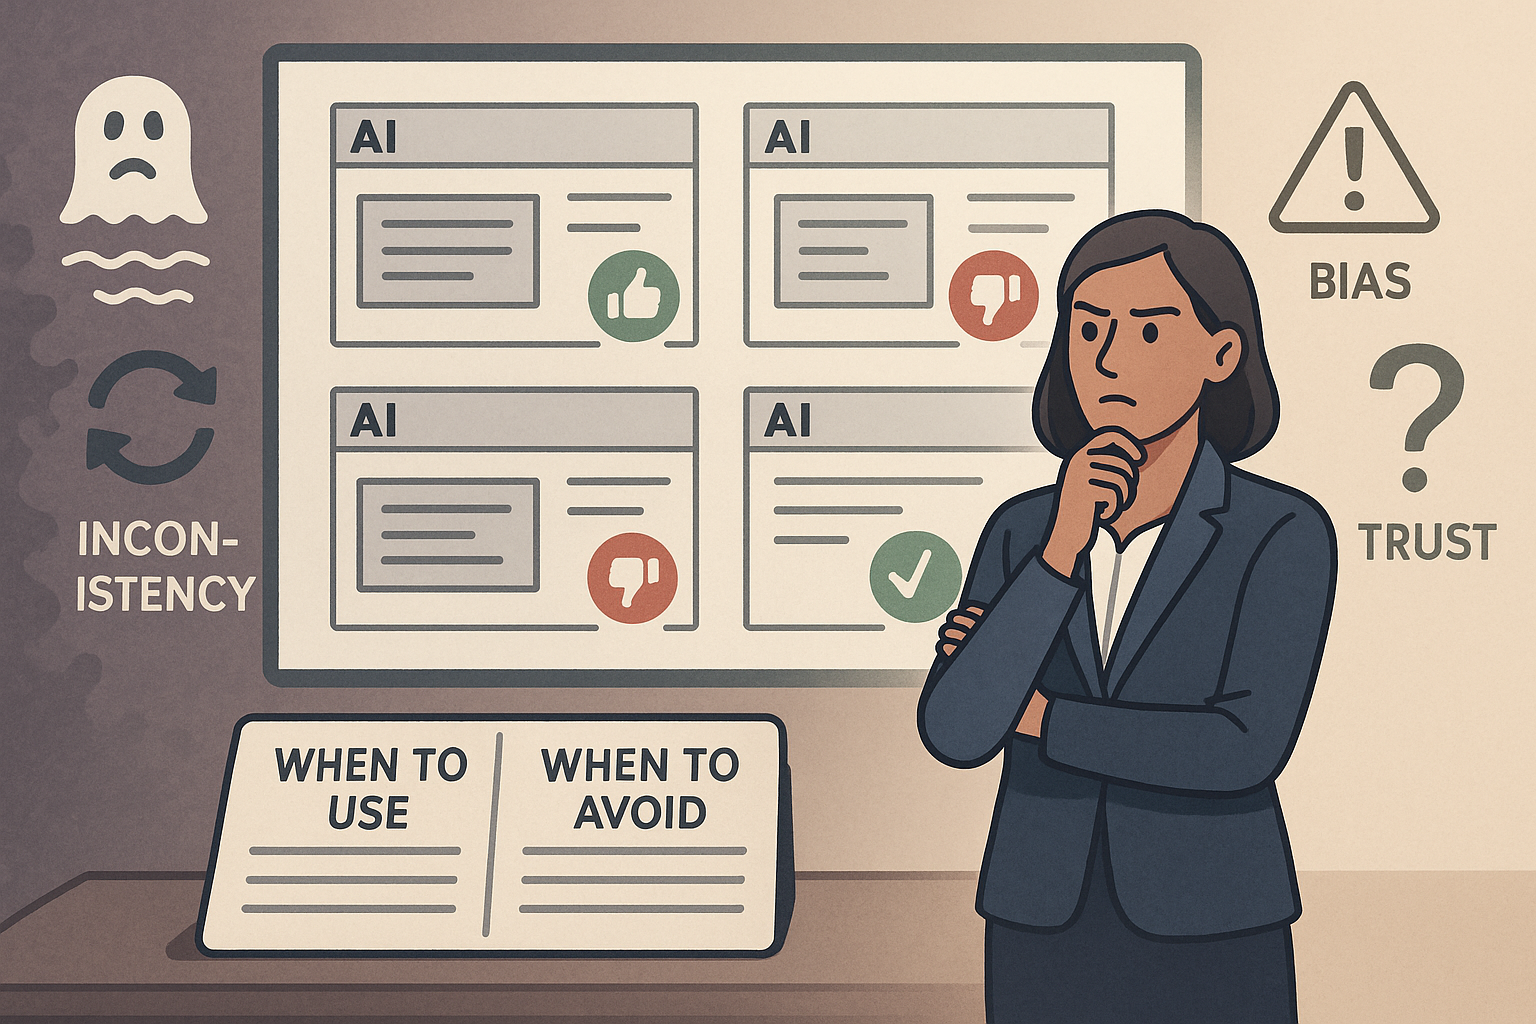 AI
AI
AI
AI
INCON-
ISTENCY
BIAS
TRUST
WHEN TO
USE
WHEN TO
AVOID